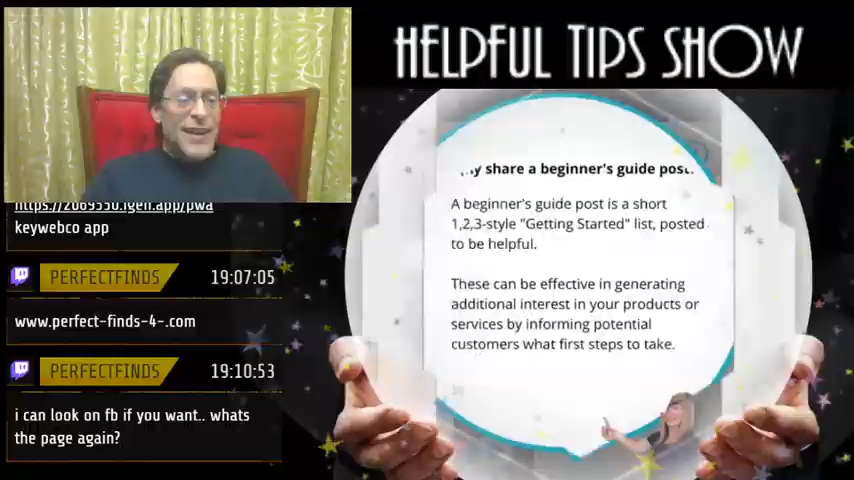 HELPFUL TIPS SHOW
share a beginner's guide post.
A beginner's guide post is a short
1,2,3-style "Getting Started" list, posted
to be helpful.
These can be effective in generating
additional interest in your products or
services by informing potential
customers what first steps to take.
keywebco app
PERFECTFINDS 19:07:05
www.perfect-finds-4-.com
PERFECTFINDS 19:10:53
i can look on fb if you want.. whats
the page again?